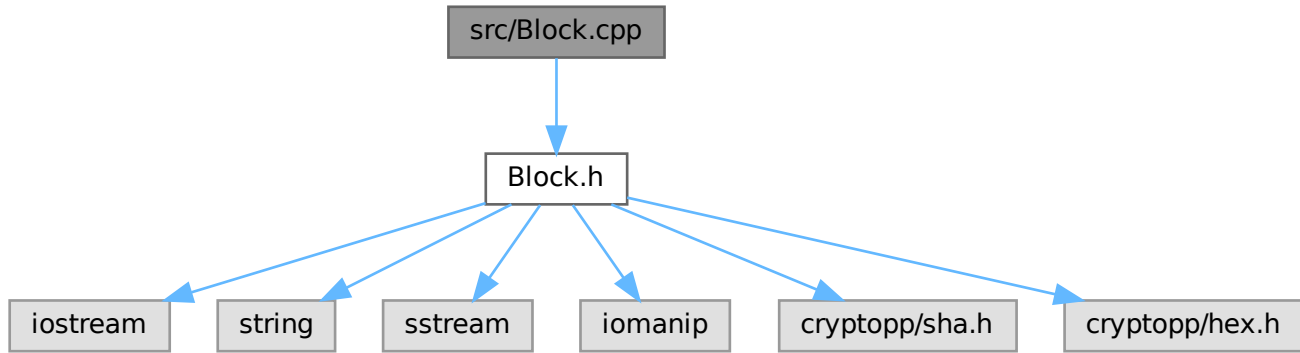 src/Block.cpp
Block.h
iostream
string
sstream
iomanip
cryptopp/sha.h
cryptopp/hex.h